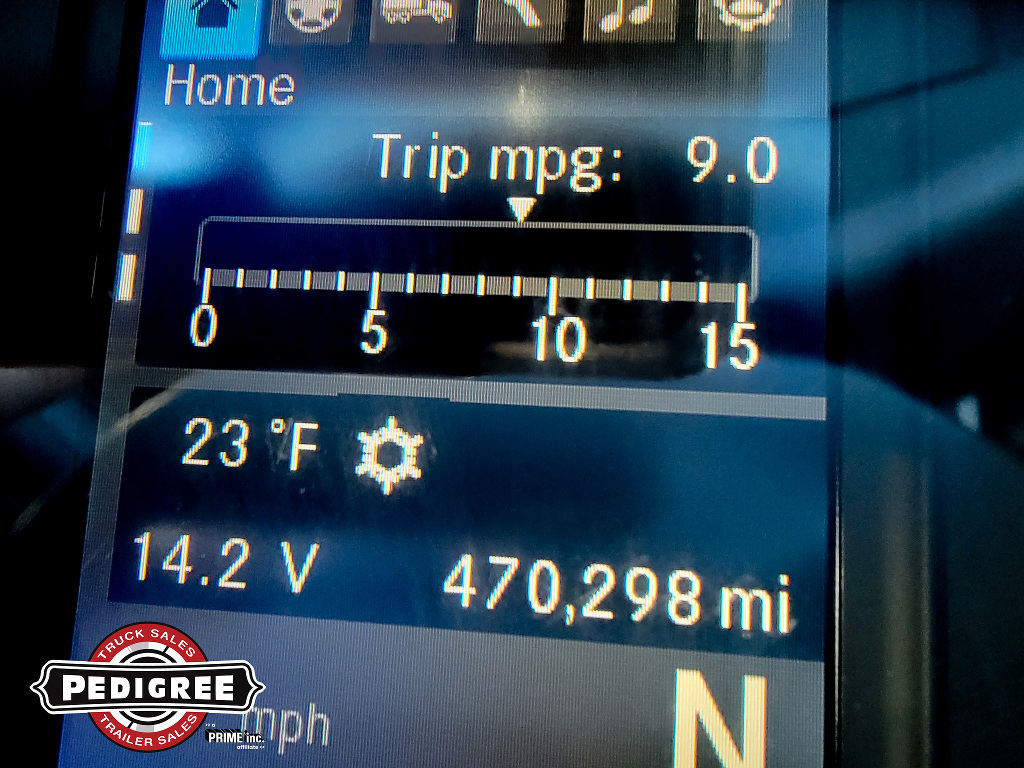 Home
Trip mpg: 9.0
0 5 10 15
23 °F
14.2 V 470,298 mi
mph N
TRUCK SALES
PEDIGREE
TRAILER SALES
a
PRIME inc.
affiliate